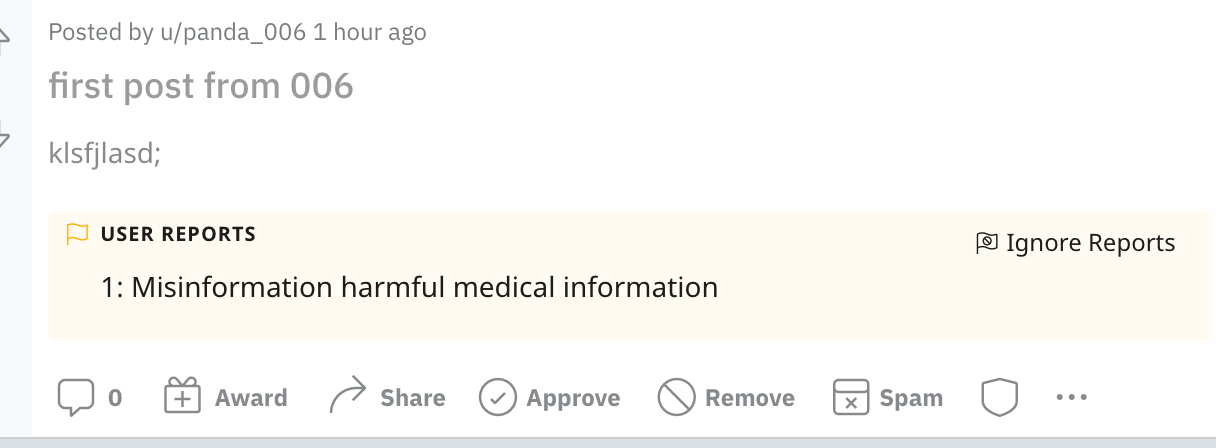 Posted by u/panda_006 1 hour ago
first post from 006
klsfjlasd;
USER REPORTS
Ignore Reports
1: Misinformation harmful medical information
0 Award Share Approve Remove Spam